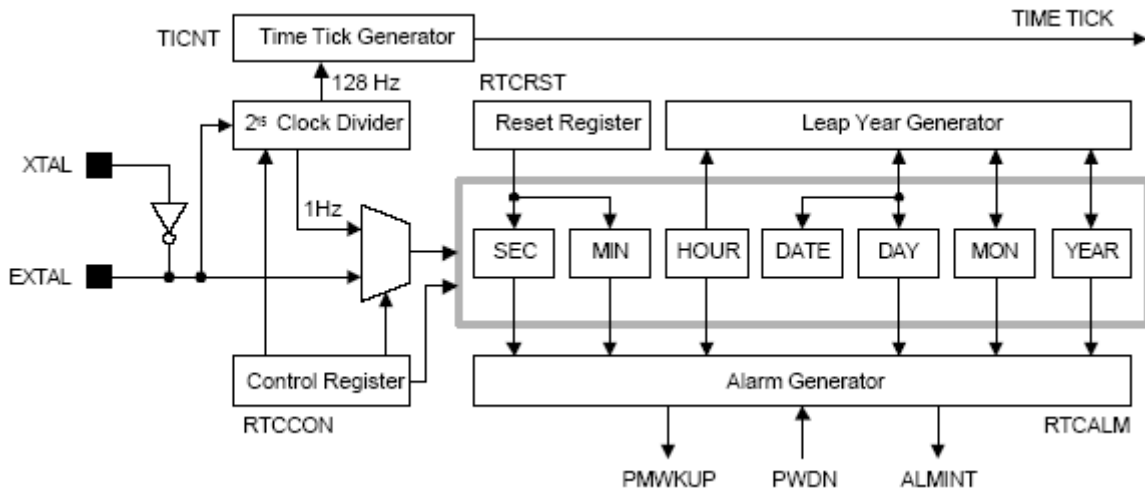 TIME TICK
TICNT
Time Tick Generator
128 Hz
RTCRST
2¹⁵ Clock Divider
Reset Register
Leap Year Generator
XTAL
1Hz
SEC
MIN
HOUR
DATE
DAY
MON
YEAR
EXTAL
Control Register
Alarm Generator
RTCCON
RTCALM
PMWKUP
PWDN
ALMINT